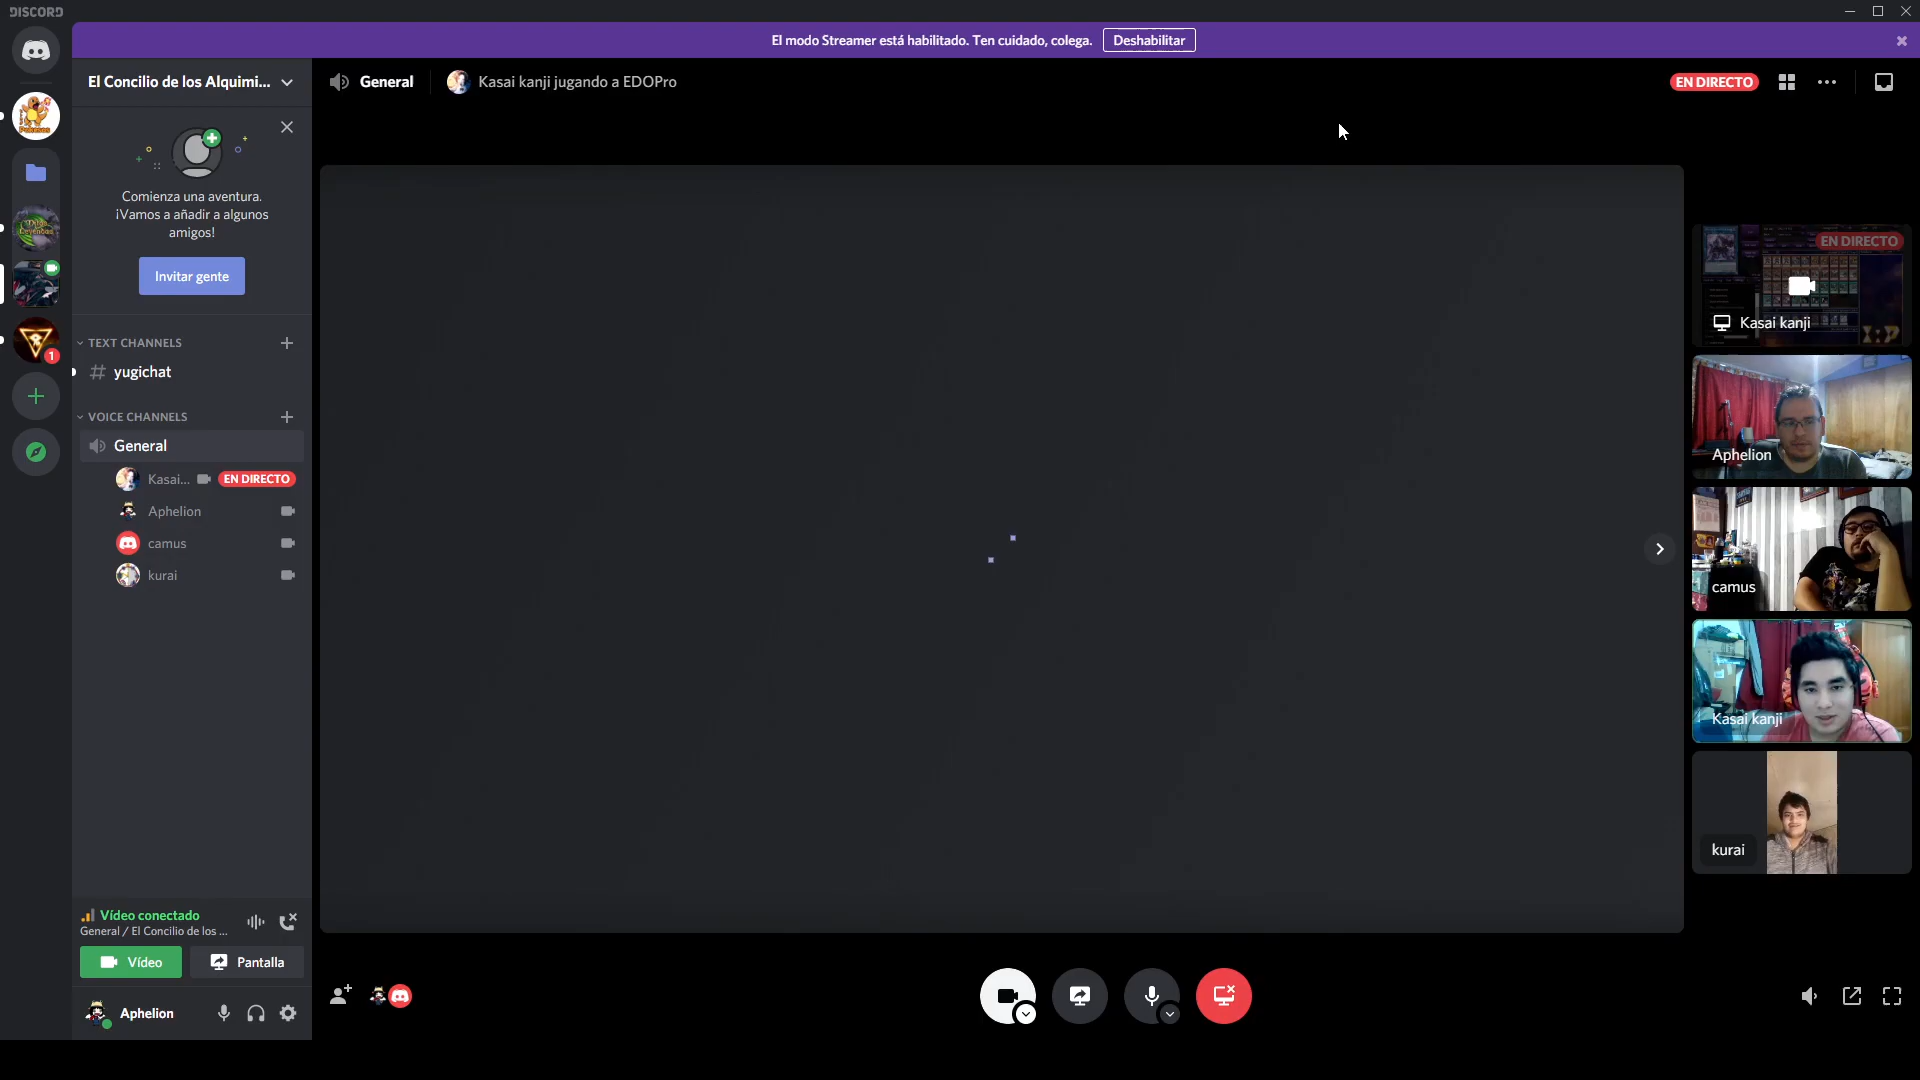 DISCORD
El modo Streamer está habilitado. Ten cuidado, colega.
Deshabilitar
El Concilio de los Alquimi...
General
Kasai kanji jugando a EDOPro
EN DIRECTO
Comienza una aventura.
¡Vamos a añadir a algunos
amigos!
Invitar gente
1
TEXT CHANNELS
yugichat
VOICE CHANNELS
General
Kasai...
EN DIRECTO
Aphelion
camus
kurai
EN DIRECTO
Kasai kanji
Aphelion
camus
Kasai kanji
kurai
Vídeo conectado
General / El Concilio de los ...
Vídeo
Pantalla
Aphelion